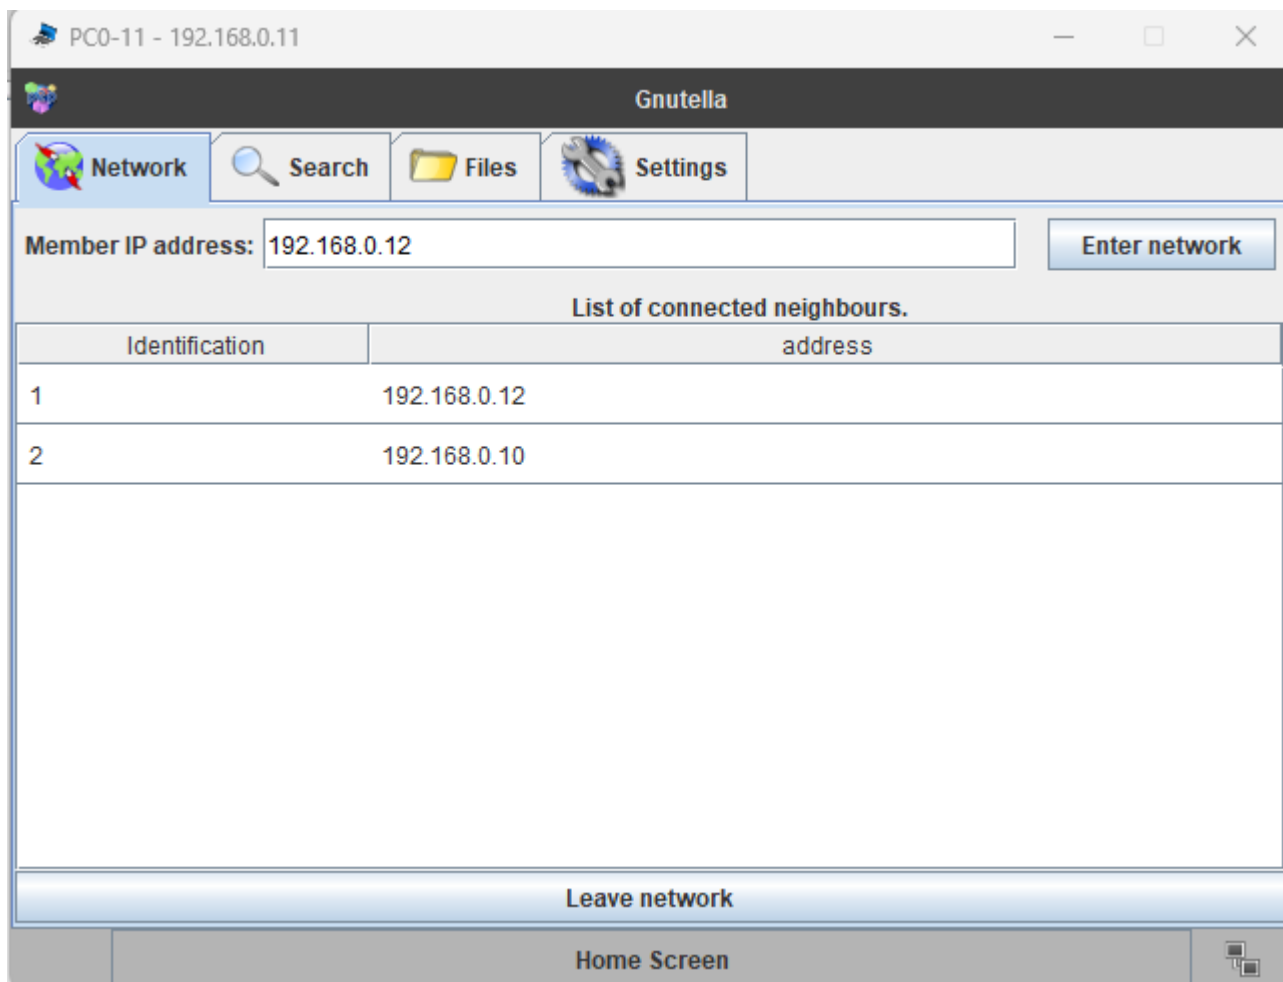 PC0-11 - 192.168.0.11
Gnutella
Network Search Files Settings
Member IP address: 192.168.0.12 Enter network
List of connected neighbours.
Identification address
1 192.168.0.12
2 192.168.0.10
Leave network
Home Screen